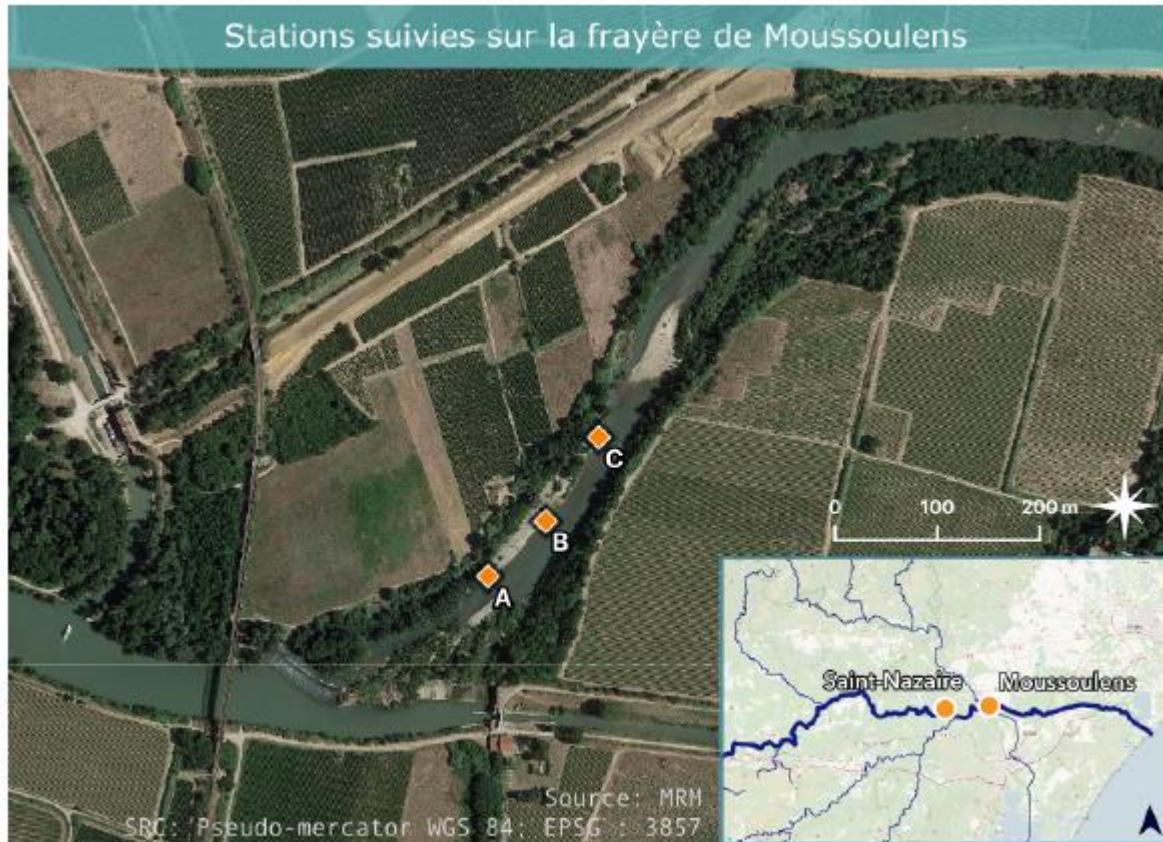 Stations suivies sur la frayère de Moussoulens
C
B
A
0 100 200 m
Saint-Nazaire Moussoulens
Source: MRM
SRC: Pseudo-mercator WGS 84; EPSG : 3857